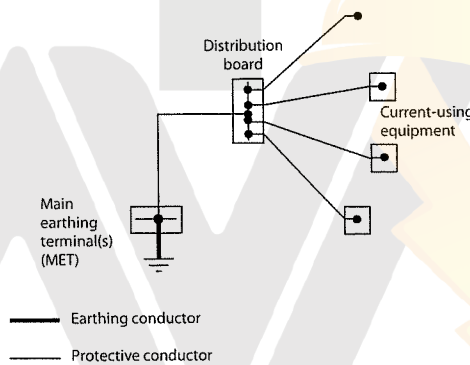 Distribution
board
Current-using
equipment
Main
earthing
terminal(s)
(MET)
Earthing conductor
Protective conductor